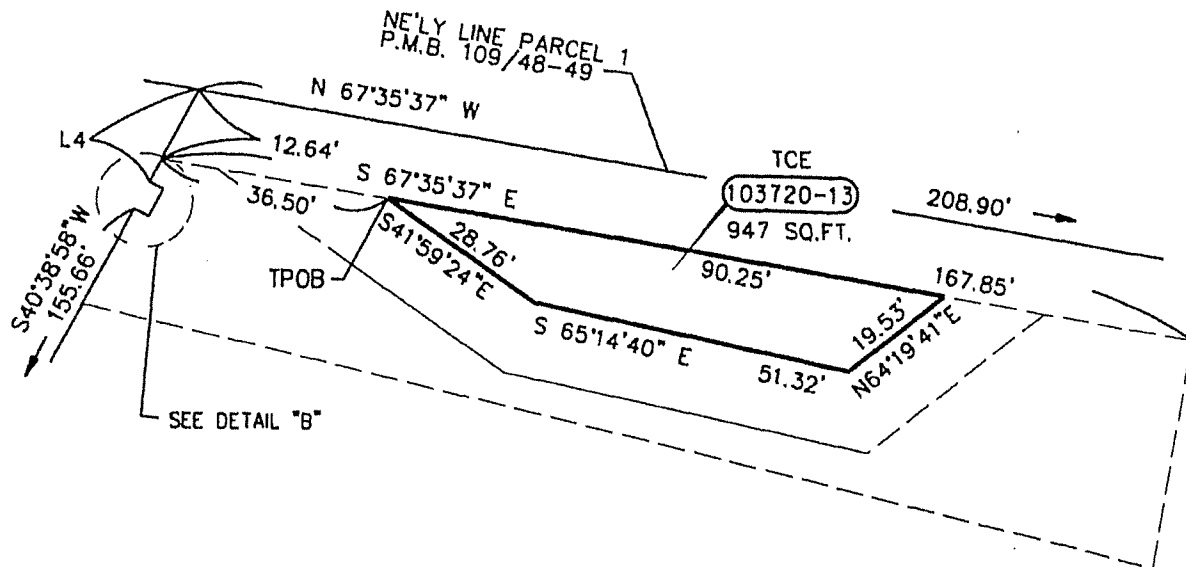 NE'LY LINE PARCEL 1
P.M.B. 109/48-49
N 67°35'37" W
L4
12.64'
TCE
103720-13
947 SQ.FT.
208.90'
S 67°35'37" E
36.50'
S41°59'24"E
28.76'
90.25'
167.85'
TPOB
S40°38'58"W
155.66'
S 65°14'40" E
51.32'
19.53'
N64°19'41"E
SEE DETAIL "B"